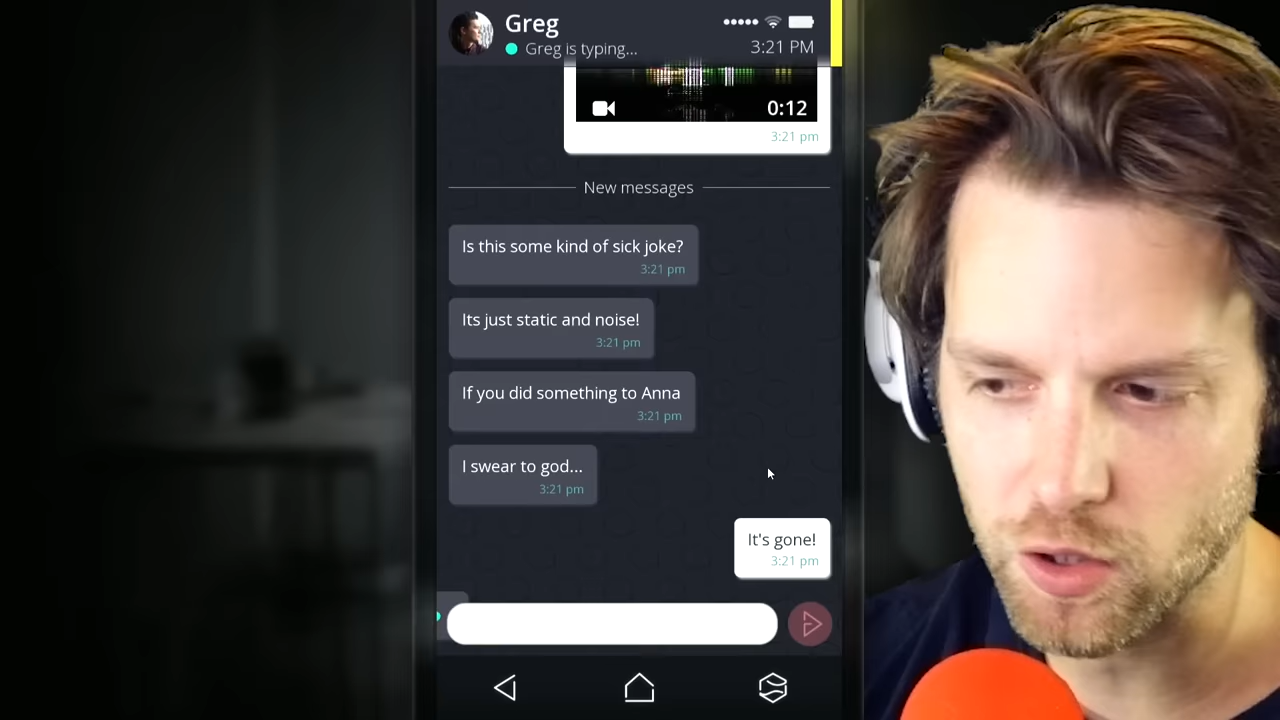 Greg
Greg is typing...
3:21 PM
0:12
3:21 pm
New messages
Is this some kind of sick joke?
3:21 pm
Its just static and noise!
3:21 pm
If you did something to Anna
3:21 pm
I swear to god...
3:21 pm
It's gone!
3:21 pm